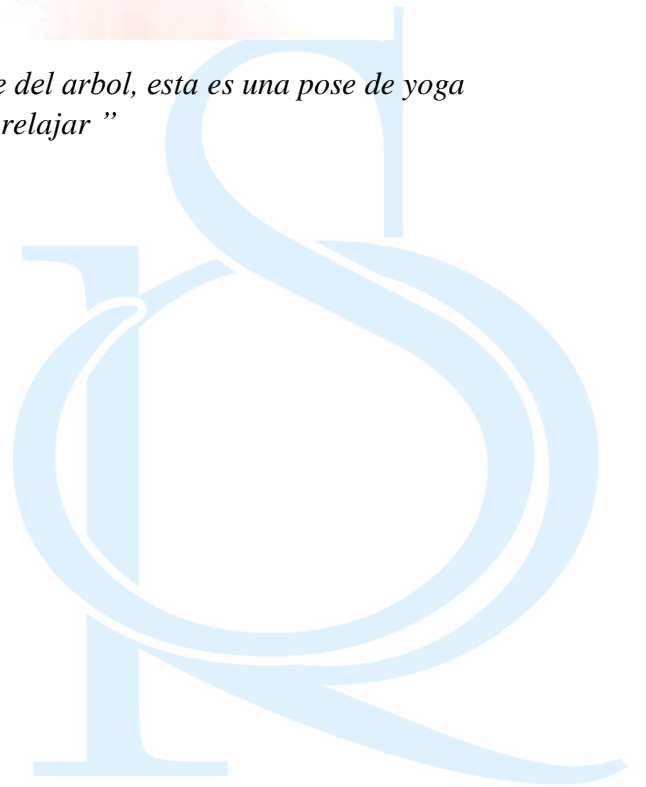 e del arbol, esta es una pose de yoga
relajar ”